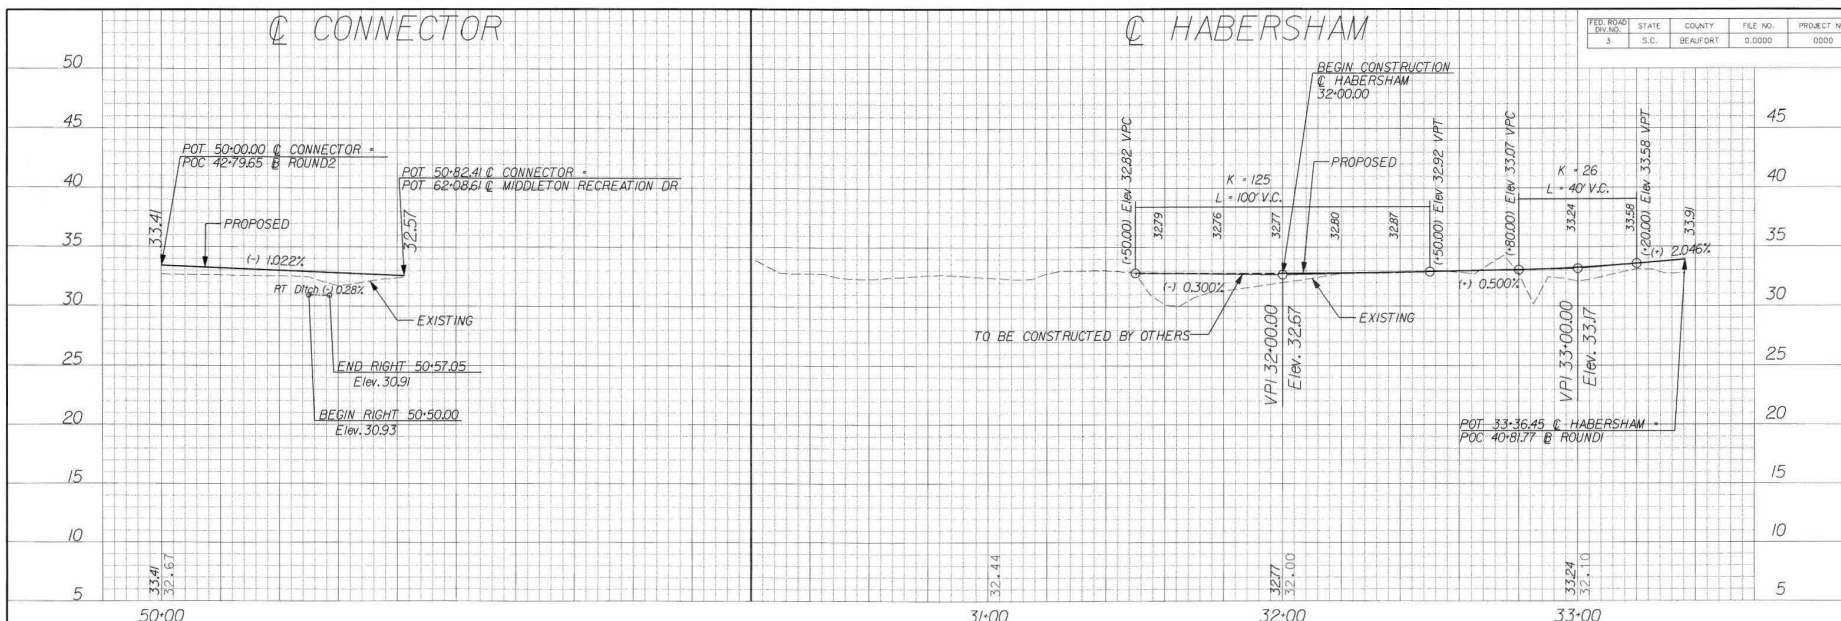 ℄ CONNECTOR
℄ HABERSHAM
FED. ROAD DIV.NO. STATE COUNTY FILE NO. PROJECT N
3 S.C. BEAUFORT 0.0000 0000
50
45
40
35
30
25
20
15
10
5
POT 50+00.00 ℄ CONNECTOR =
POC 42+79.65 B ROUND2
33.41
PROPOSED
(-) 1.022%
POT 50+82.41 ℄ CONNECTOR =
POT 62+08.61 ℄ MIDDLETON RECREATION DR
32.57
RT Ditch (-) 0.28%
EXISTING
END RIGHT 50+57.05
Elev. 30.91
BEGIN RIGHT 50+50.00
Elev. 30.93
33.41
32.67
50+00
BEGIN CONSTRUCTION
℄ HABERSHAM
32+00.00
PROPOSED
(+50.00) Elev 32.82 VPC
K = 125
L = 100' V.C.
32.79
32.76
32.77
32.80
32.87
(+50.00) Elev 32.92 VPT
(+80.00) Elev 33.07 VPC
K = 26
L = 40' V.C.
33.24
33.58
(+20.00) Elev 33.58 VPT
33.91
(-) 0.300%
(+) 0.500%
(+) 2.046%
TO BE CONSTRUCTED BY OTHERS
EXISTING
VPI 32+00.00
Elev. 32.67
VPI 33+00.00
Elev. 33.17
POT 33+36.45 ℄ HABERSHAM =
POC 40+81.77 B ROUND1
45
40
35
30
25
20
15
10
5
32.44
32.77
32.00
33.24
32.10
31+00
32+00
33+00